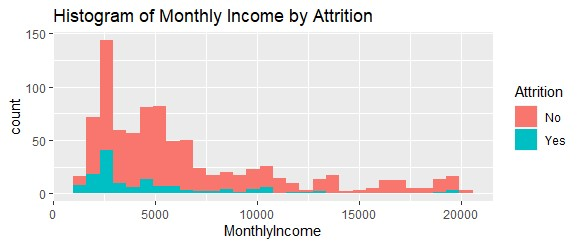 Histogram of Monthly Income by Attrition
150
100
50
0
count
0 5000 10000 15000 20000
MonthlyIncome
Attrition
No
Yes